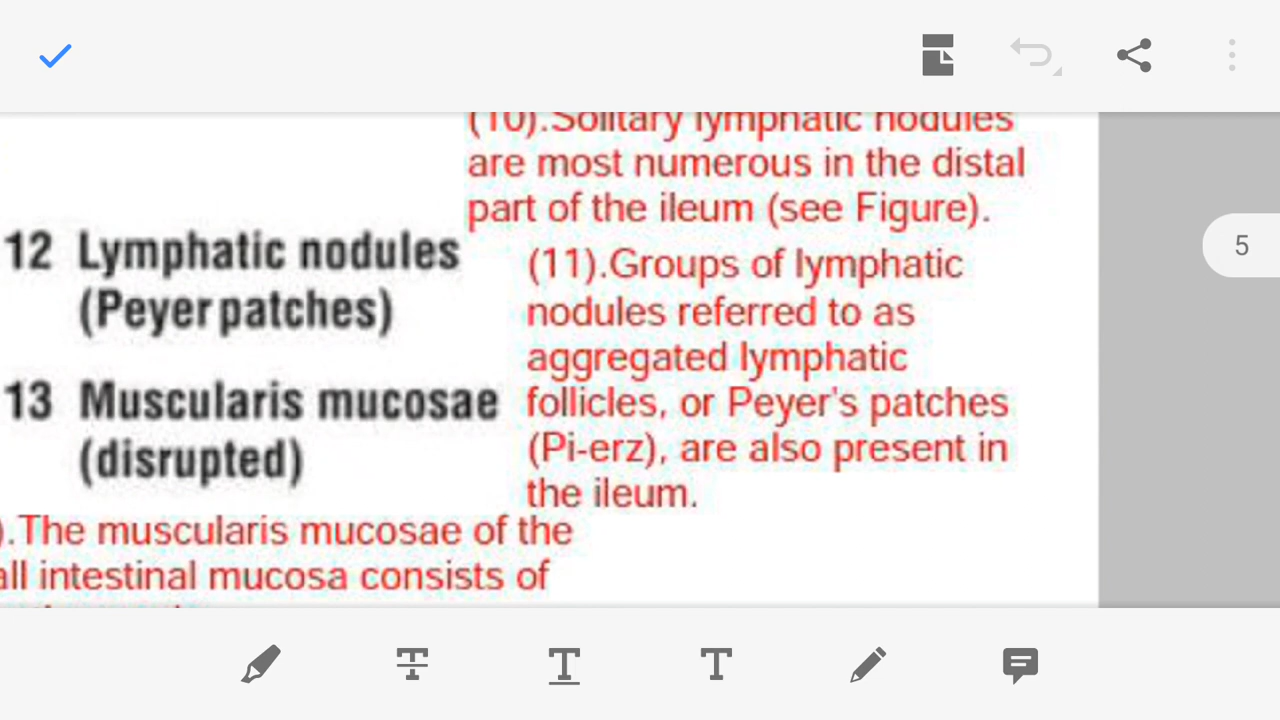 (10).Solitary lymphatic nodules
are most numerous in the distal
part of the ileum (see Figure).
12 Lymphatic nodules
(Peyer patches)
(11).Groups of lymphatic
nodules referred to as
aggregated lymphatic
follicles, or Peyer's patches
(Pi-erz), are also present in
the ileum.
13 Muscularis mucosae
(disrupted)
).The muscularis mucosae of the
all intestinal mucosa consists of
5